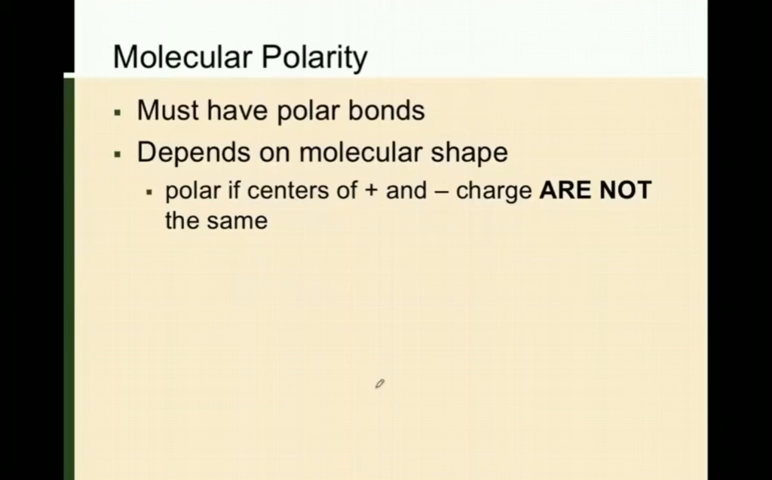 Molecular Polarity
▪ Must have polar bonds
▪ Depends on molecular shape
▪ polar if centers of + and – charge ARE NOT
the same